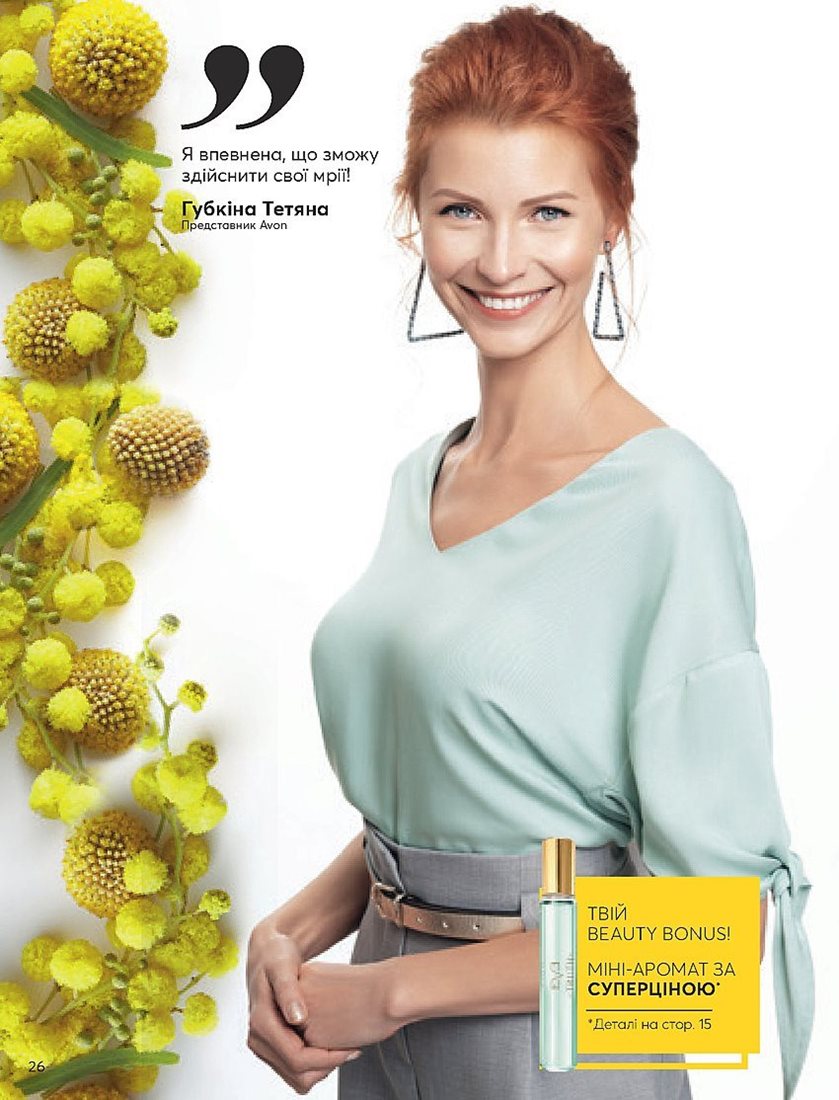 Я впевнена, що зможу
здійснити свої мрії!
Губкіна Тетяна
Представник Avon
ТВІЙ
BEAUTY BONUS!
МІНІ-АРОМАТ ЗА
СУПЕРЦІНОЮ*
*Деталі на стор. 15
26